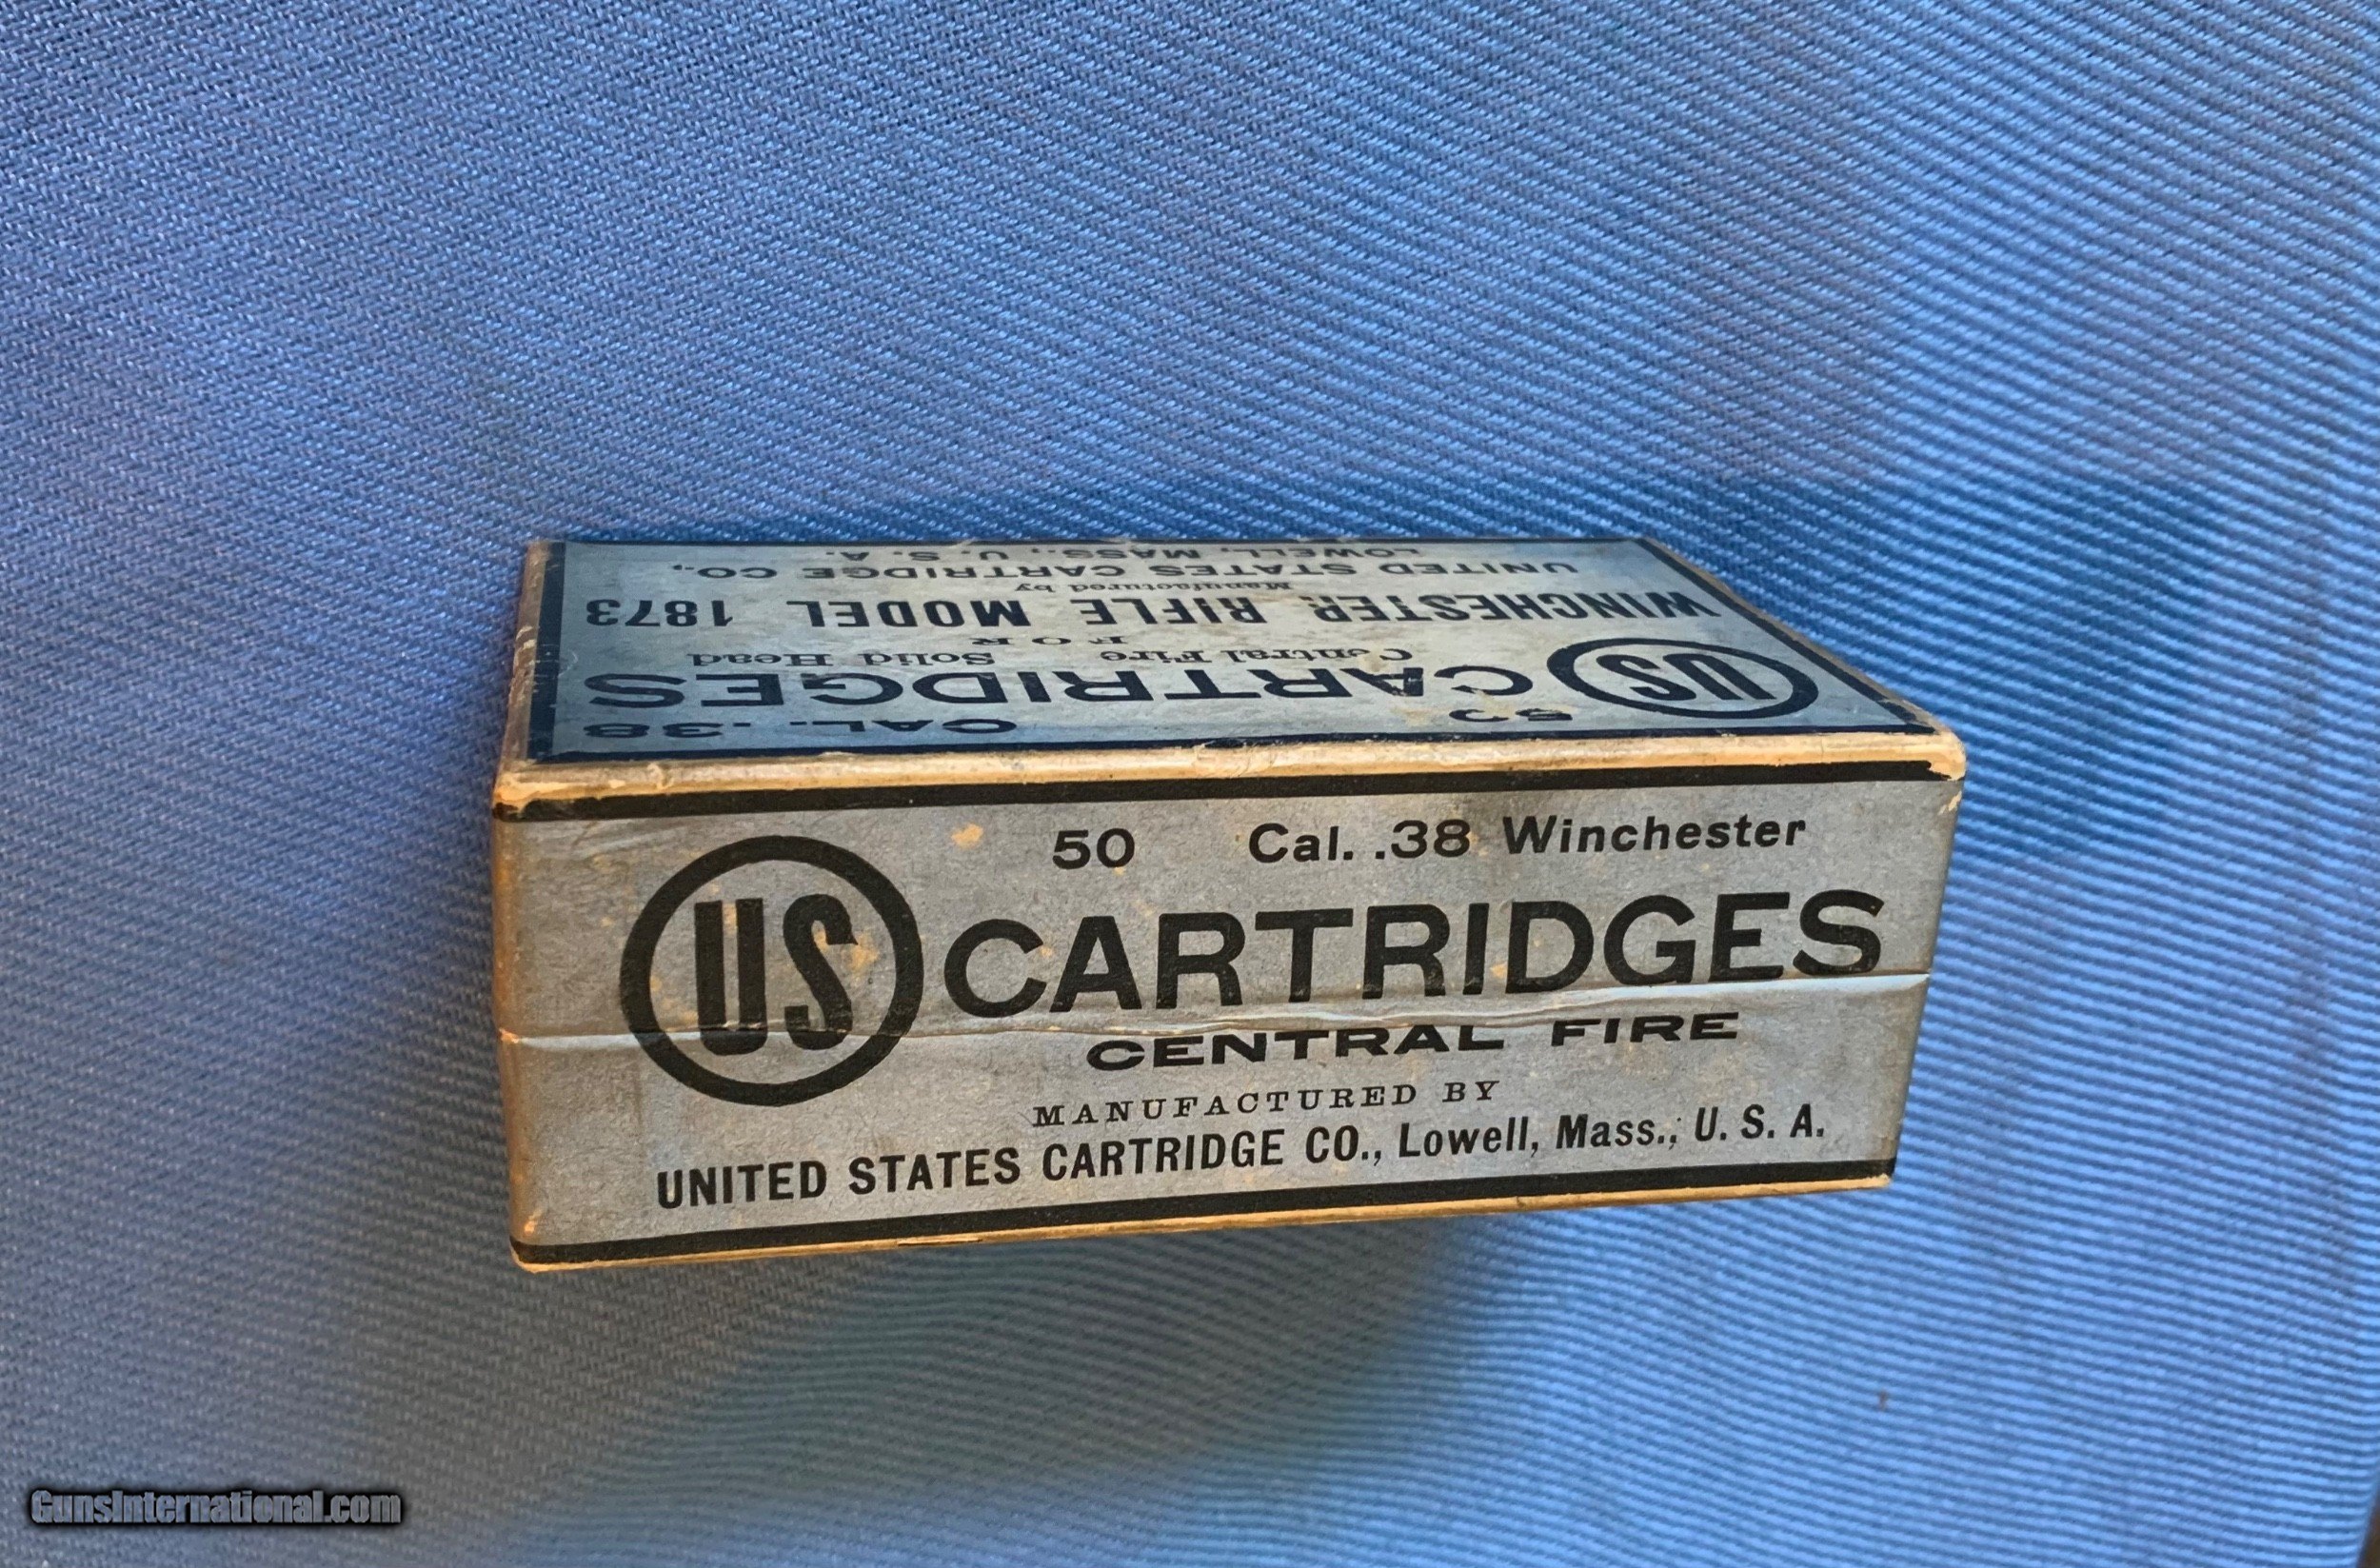 LOWELL, MASS., U. S. A.
UNITED STATES CARTRIDGE CO.,
Manufactured by
WINCHESTER RIFLE MODEL 1873
FOR
Central Fire Solid Head
US CARTRIDGES
50 CAL. .38
50 Cal. .38 Winchester
US CARTRIDGES
CENTRAL FIRE
MANUFACTURED BY
UNITED STATES CARTRIDGE CO., Lowell, Mass., U. S. A.
GunsInternational.com